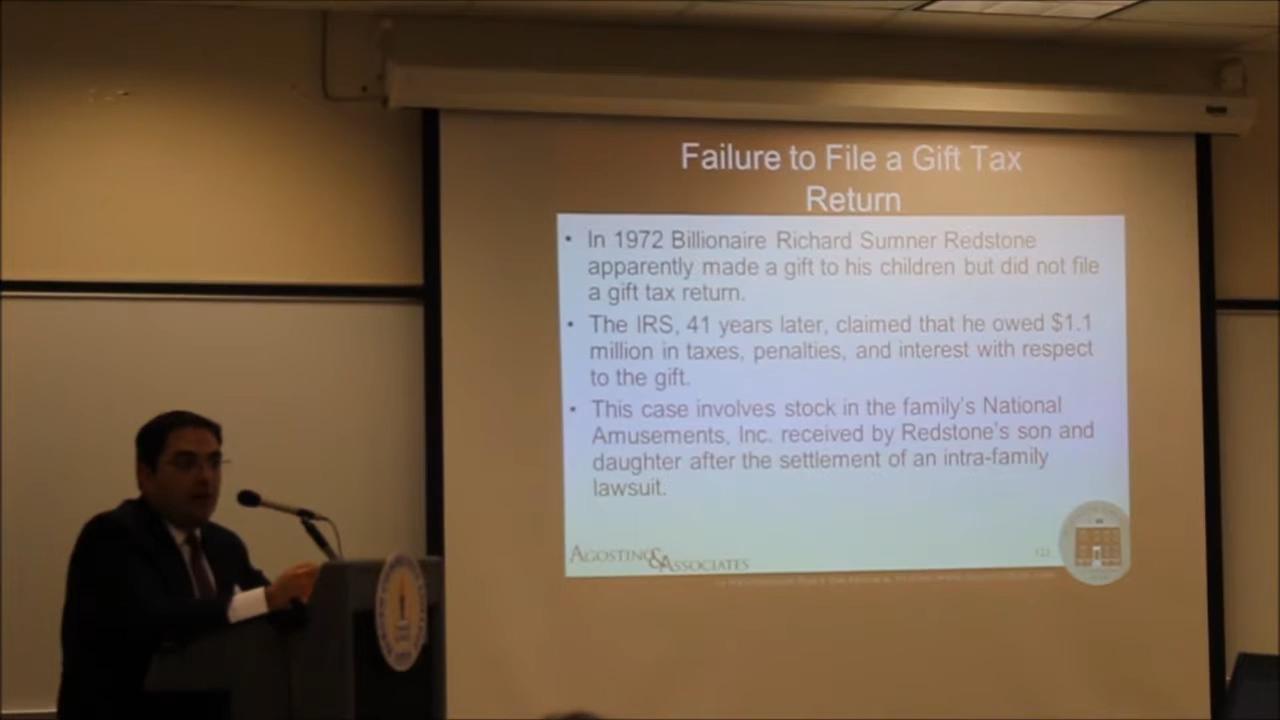 Failure to File a Gift Tax
Return
• In 1972 Billionaire Richard Sumner Redstone
apparently made a gift to his children but did not file
a gift tax return.
• The IRS, 41 years later, claimed that he owed $1.1
million in taxes, penalties, and interest with respect
to the gift.
• This case involves stock in the family's National
Amusements, Inc. received by Redstone's son and
daughter after the settlement of an intra-family
lawsuit.
AGOSTINO & ASSOCIATES